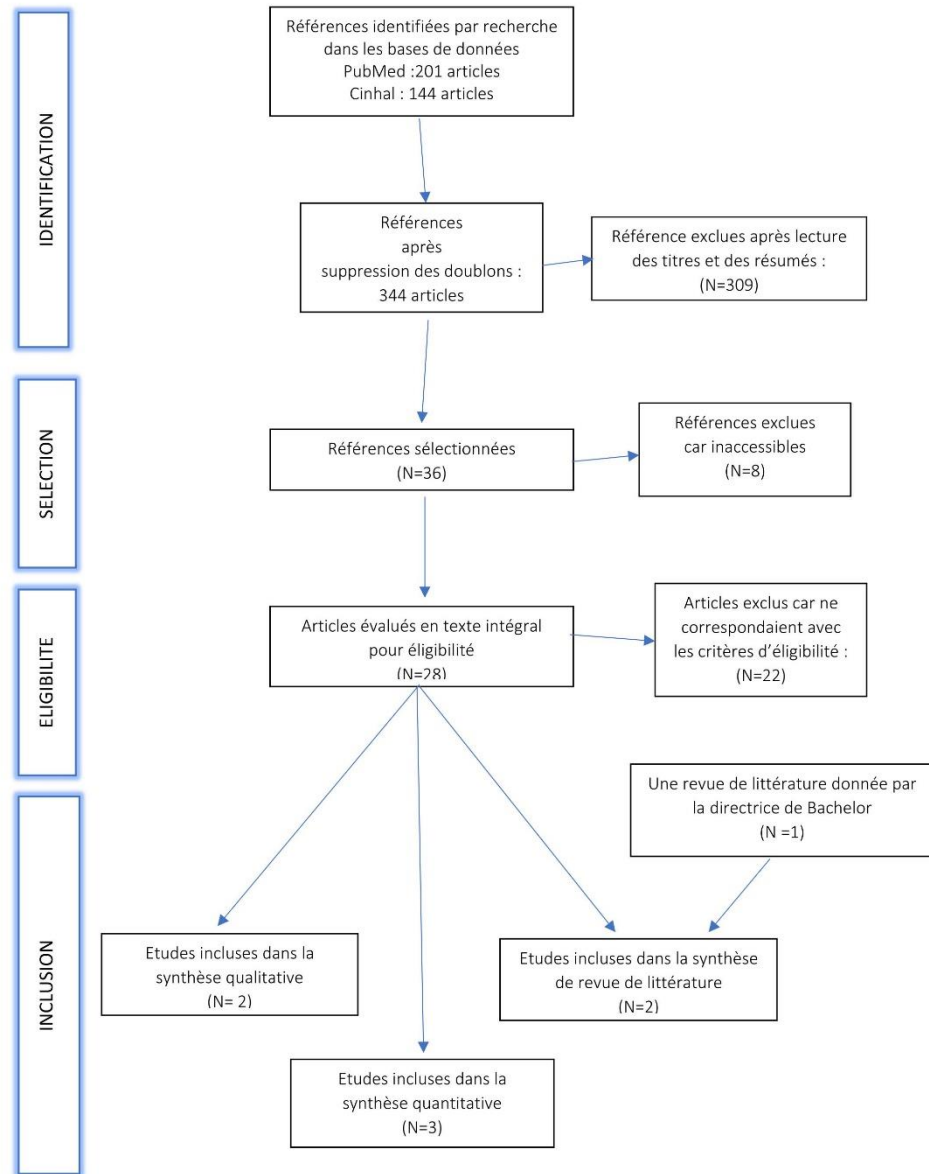 IDENTIFICATION
Références identifiées par recherche
dans les bases de données
PubMed :201 articles
Cinhal : 144 articles
Références
après
suppression des doublons :
344 articles
Référence exclues après lecture
des titres et des résumés :
(N=309)
SELECTION
Références sélectionnées
(N=36)
Références exclues
car inaccessibles
(N=8)
ELIGIBILITE
Articles évalués en texte intégral
pour éligibilité
(N=28)
Articles exclus car ne
correspondaient avec
les critères d’éligibilité :
(N=22)
INCLUSION
Une revue de littérature donnée par
la directrice de Bachelor
(N =1)
Etudes incluses dans la
synthèse qualitative
(N= 2)
Etudes incluses dans la synthèse
de revue de littérature
(N=2)
Etudes incluses dans la
synthèse quantitative
(N=3)